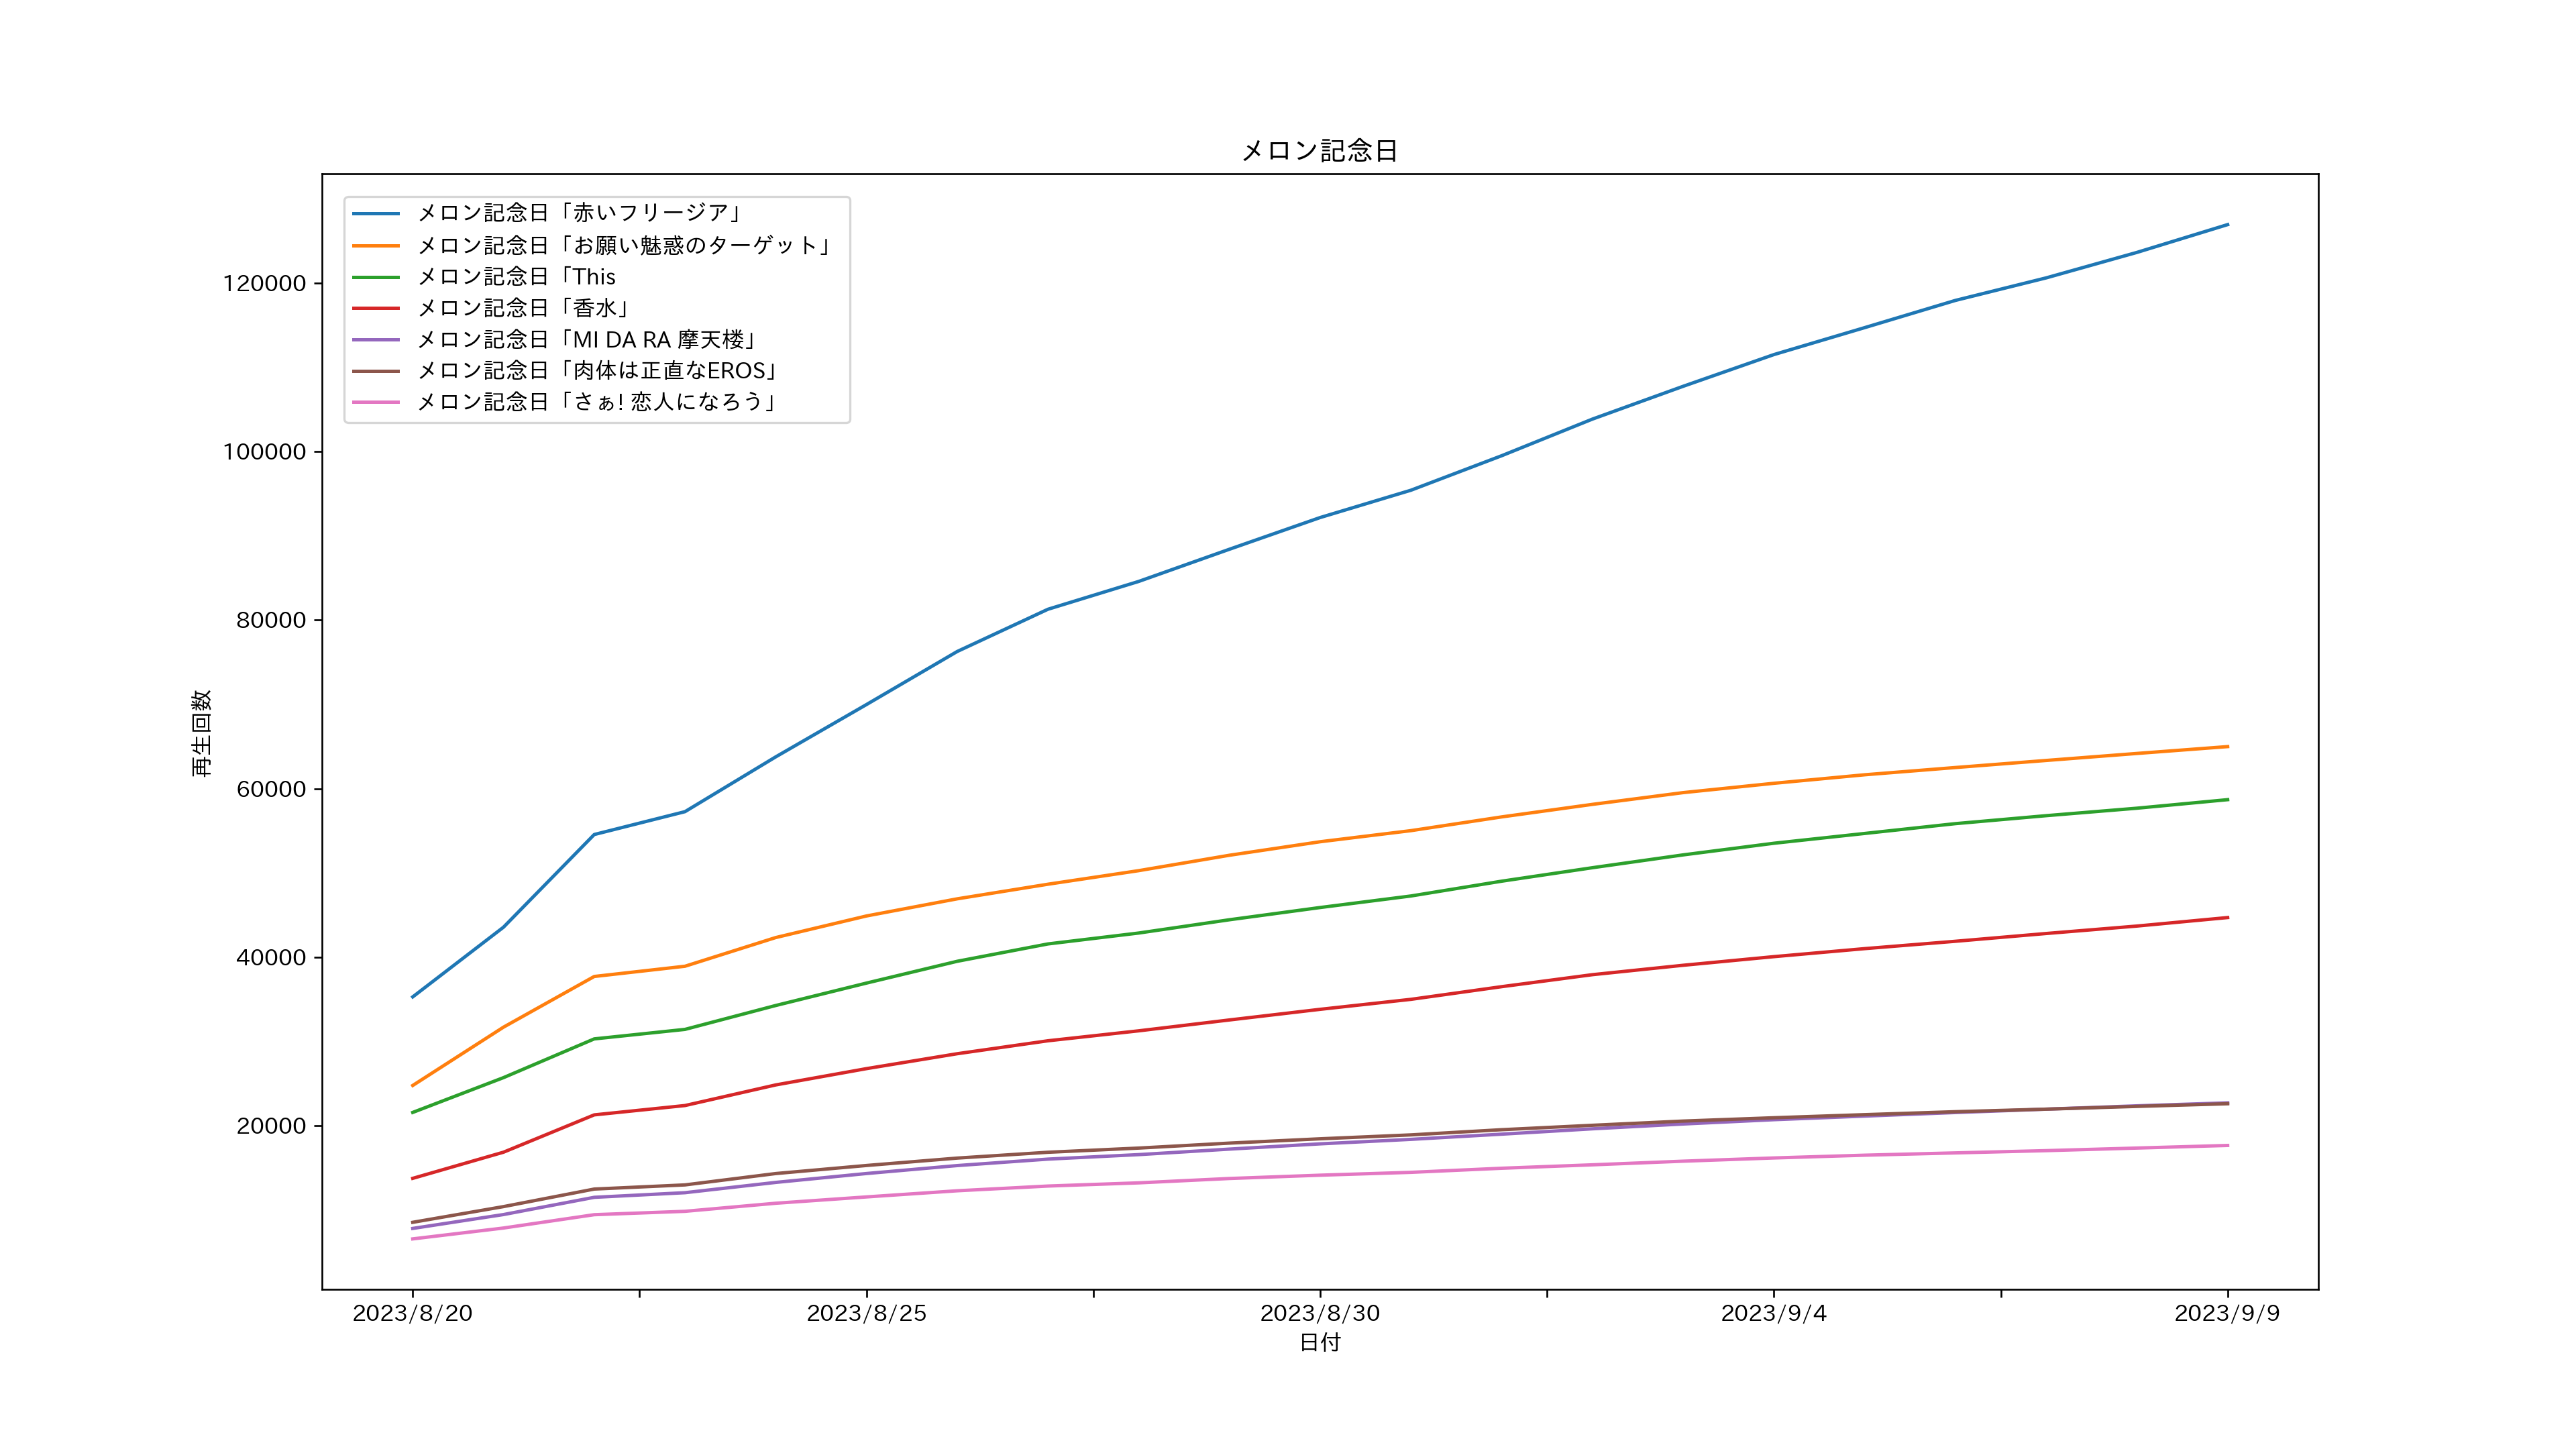 メロン記念日
メロン記念日「赤いフリージア」
メロン記念日「お願い魅惑のターゲット」
メロン記念日「This
メロン記念日「香水」
メロン記念日「MI DA RA 摩天楼」
メロン記念日「肉体は正直なEROS」
メロン記念日「さぁ! 恋人になろう」
120000
100000
80000
60000
40000
20000
再生回数
2023/8/20 2023/8/25 2023/8/30 2023/9/4 2023/9/9
日付